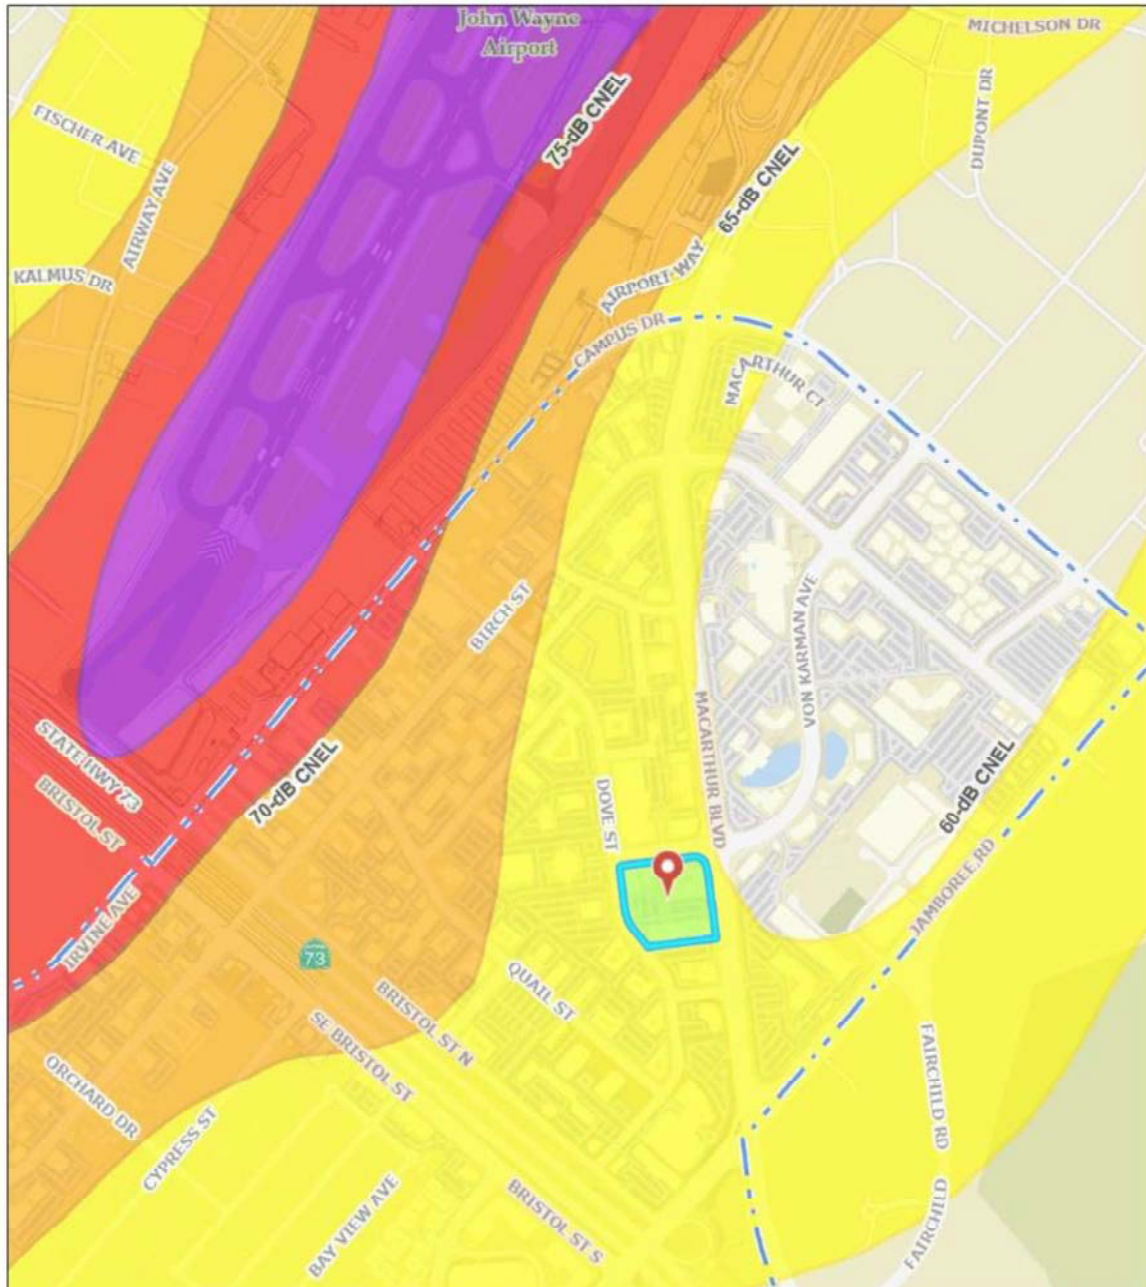 John Wayne
Airport
MICHELSON DR
DUPONT DR
FISCHER AVE
75-dB CNEL
AIRWAY AVE
65-dB CNEL
KALMUS DR
AIRPORT WAY
CAMPUS DR
MACARTHUR CT
BIRCH ST
VON KARMAN AVE
MACARTHUR BLVD
STATE HWY 73
BRISTOL ST
70-dB CNEL
DOVE ST
60-dB CNEL
JAMBOREE RD
IRVINE AVE
73
QUAIL ST
BRISTOL ST N
SE BRISTOL ST
ORCHARD DR
CYPRESS ST
FAIRCHILD RD
BAY VIEW AVE
BRISTOL ST S
FAIRCHILD